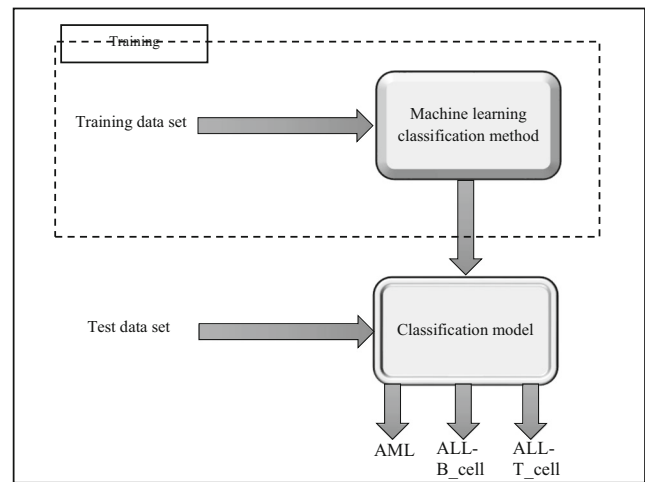 Training
Training data set
Machine learning
classification method
Test data set
Classification model
AML
ALL-
B_cell
ALL-
T_cell